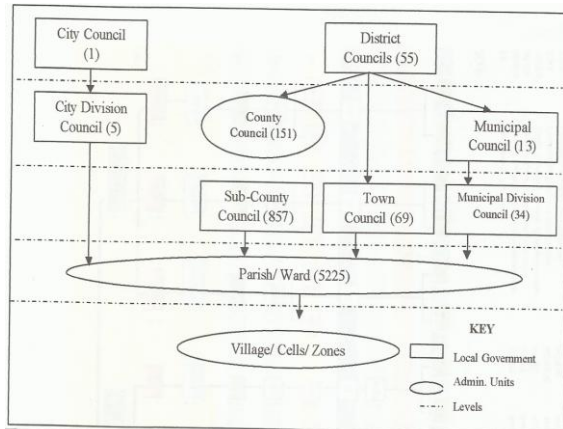 City Council
(1)
District
Councils (55)
City Division
Council (5)
County
Council (151)
Municipal
Council (13)
Sub-County
Council (857)
Town
Council (69)
Municipal Division
Council (34)
Parish/ Ward (5225)
Village/ Cells/ Zones
KEY
Local Government
Admin. Units
Levels